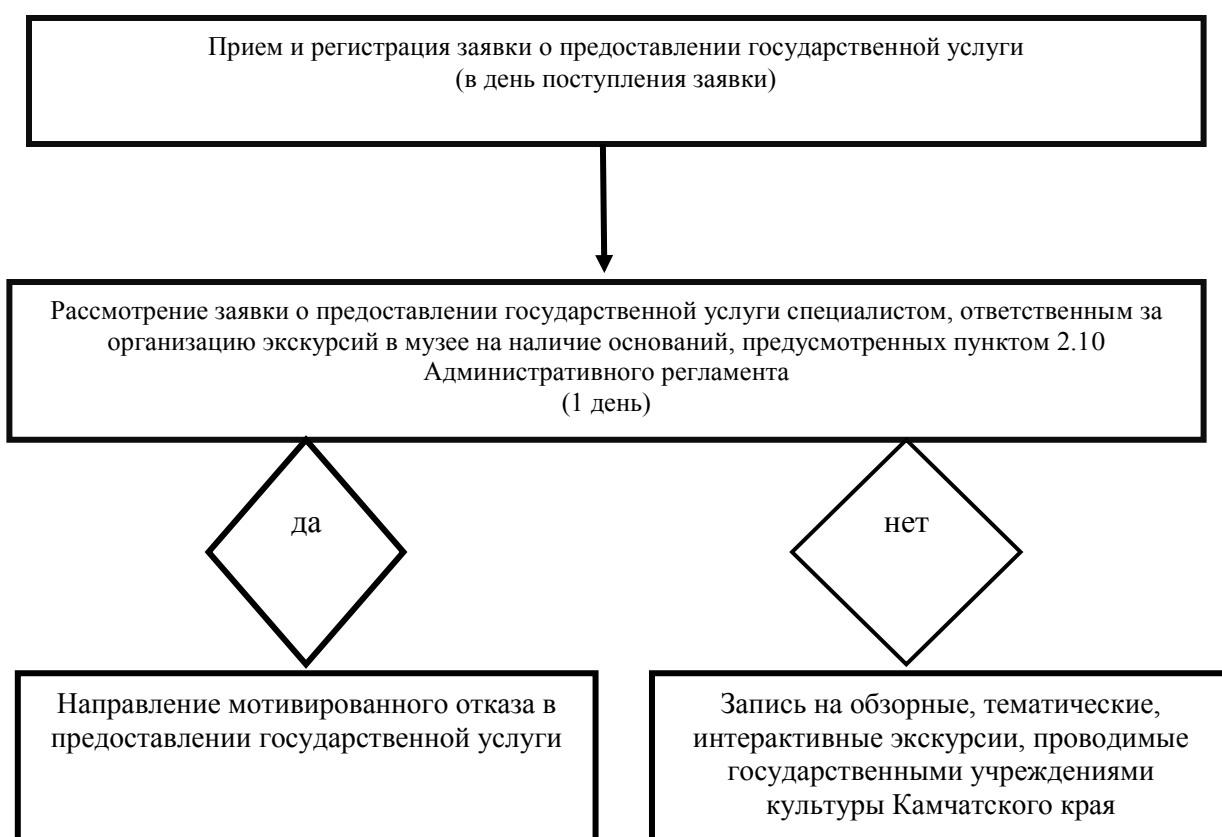 Прием и регистрация заявки о предоставлении государственной услуги
(в день поступления заявки)
Рассмотрение заявки о предоставлении государственной услуги специалистом, ответственным за
организацию экскурсий в музее на наличие оснований, предусмотренных пунктом 2.10
Административного регламента
(1 день)
да
нет
Направление мотивированного отказа в
предоставлении государственной услуги
Запись на обзорные, тематические,
интерактивные экскурсии, проводимые
государственными учреждениями
культуры Камчатского края